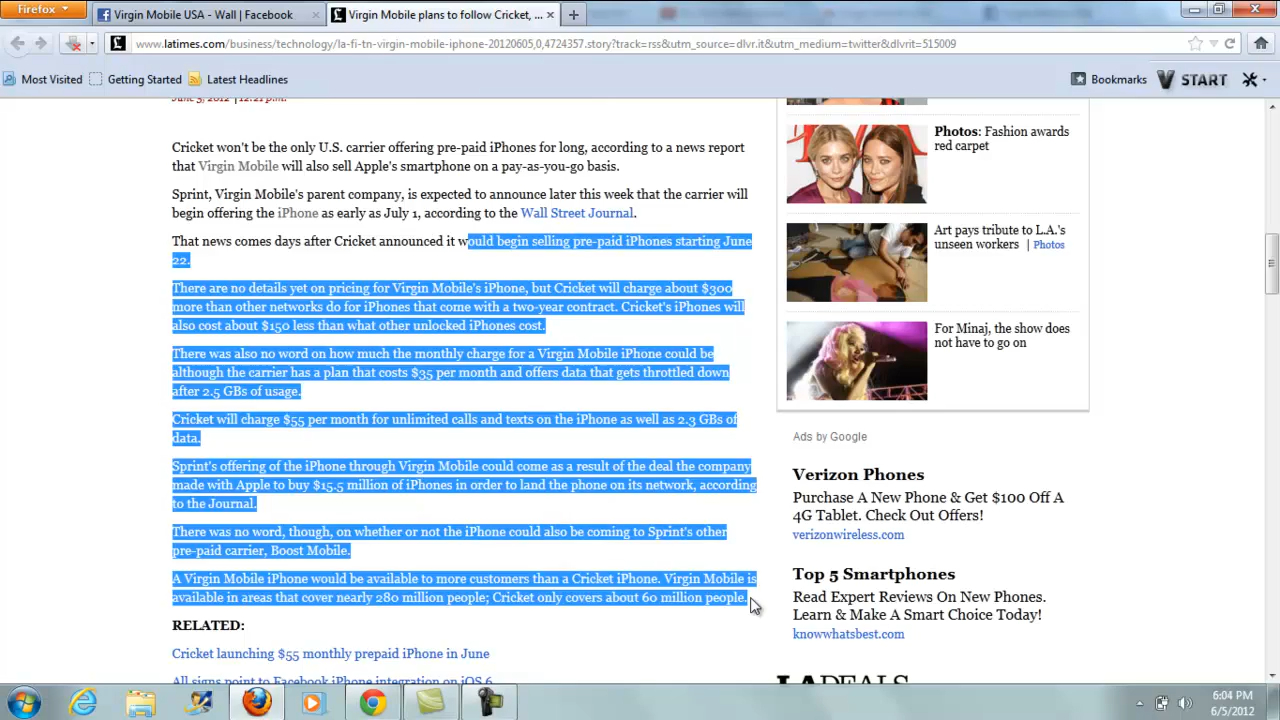 Firefox
Virgin Mobile USA - Wall | Facebook
Virgin Mobile plans to follow Cricket, ...
www.latimes.com/business/technology/la-fi-tn-virgin-mobile-iphone-20120605,0,4724357.story?track=rss&utm_source=dlvr.it&utm_medium=twitter&dlvrit=515009
Most Visited
Getting Started
Latest Headlines
Bookmarks
START
June 5, 2012 | 12:21 p.m.
Cricket won't be the only U.S. carrier offering pre-paid iPhones for long, according to a news report
that Virgin Mobile will also sell Apple's smartphone on a pay-as-you-go basis.
Sprint, Virgin Mobile's parent company, is expected to announce later this week that the carrier will
begin offering the iPhone as early as July 1, according to the Wall Street Journal.
That news comes days after Cricket announced it would begin selling pre-paid iPhones starting June
22.
There are no details yet on pricing for Virgin Mobile's iPhone, but Cricket will charge about $300
more than other networks do for iPhones that come with a two-year contract. Cricket's iPhones will
also cost about $150 less than what other unlocked iPhones cost.
There was also no word on how much the monthly charge for a Virgin Mobile iPhone could be
although the carrier has a plan that costs $35 per month and offers data that gets throttled down
after 2.5 GBs of usage.
Cricket will charge $55 per month for unlimited calls and texts on the iPhone as well as 2.3 GBs of
data.
Sprint's offering of the iPhone through Virgin Mobile could come as a result of the deal the company
made with Apple to buy $15.5 million of iPhones in order to land the phone on its network, according
to the Journal.
There was no word, though, on whether or not the iPhone could also be coming to Sprint's other
pre-paid carrier, Boost Mobile.
A Virgin Mobile iPhone would be available to more customers than a Cricket iPhone. Virgin Mobile is
available in areas that cover nearly 280 million people; Cricket only covers about 60 million people.
RELATED:
Cricket launching $55 monthly prepaid iPhone in June
All signs point to Facebook iPhone integration on iOS 6
Photos: Fashion awards
red carpet
Art pays tribute to L.A.'s
unseen workers | Photos
For Minaj, the show does
not have to go on
Ads by Google
Verizon Phones
Purchase A New Phone & Get $100 Off A
4G Tablet. Check Out Offers!
verizonwireless.com
Top 5 Smartphones
Read Expert Reviews On New Phones.
Learn & Make A Smart Choice Today!
knowwhatsbest.com
LA DEALS
6:04 PM
6/5/2012